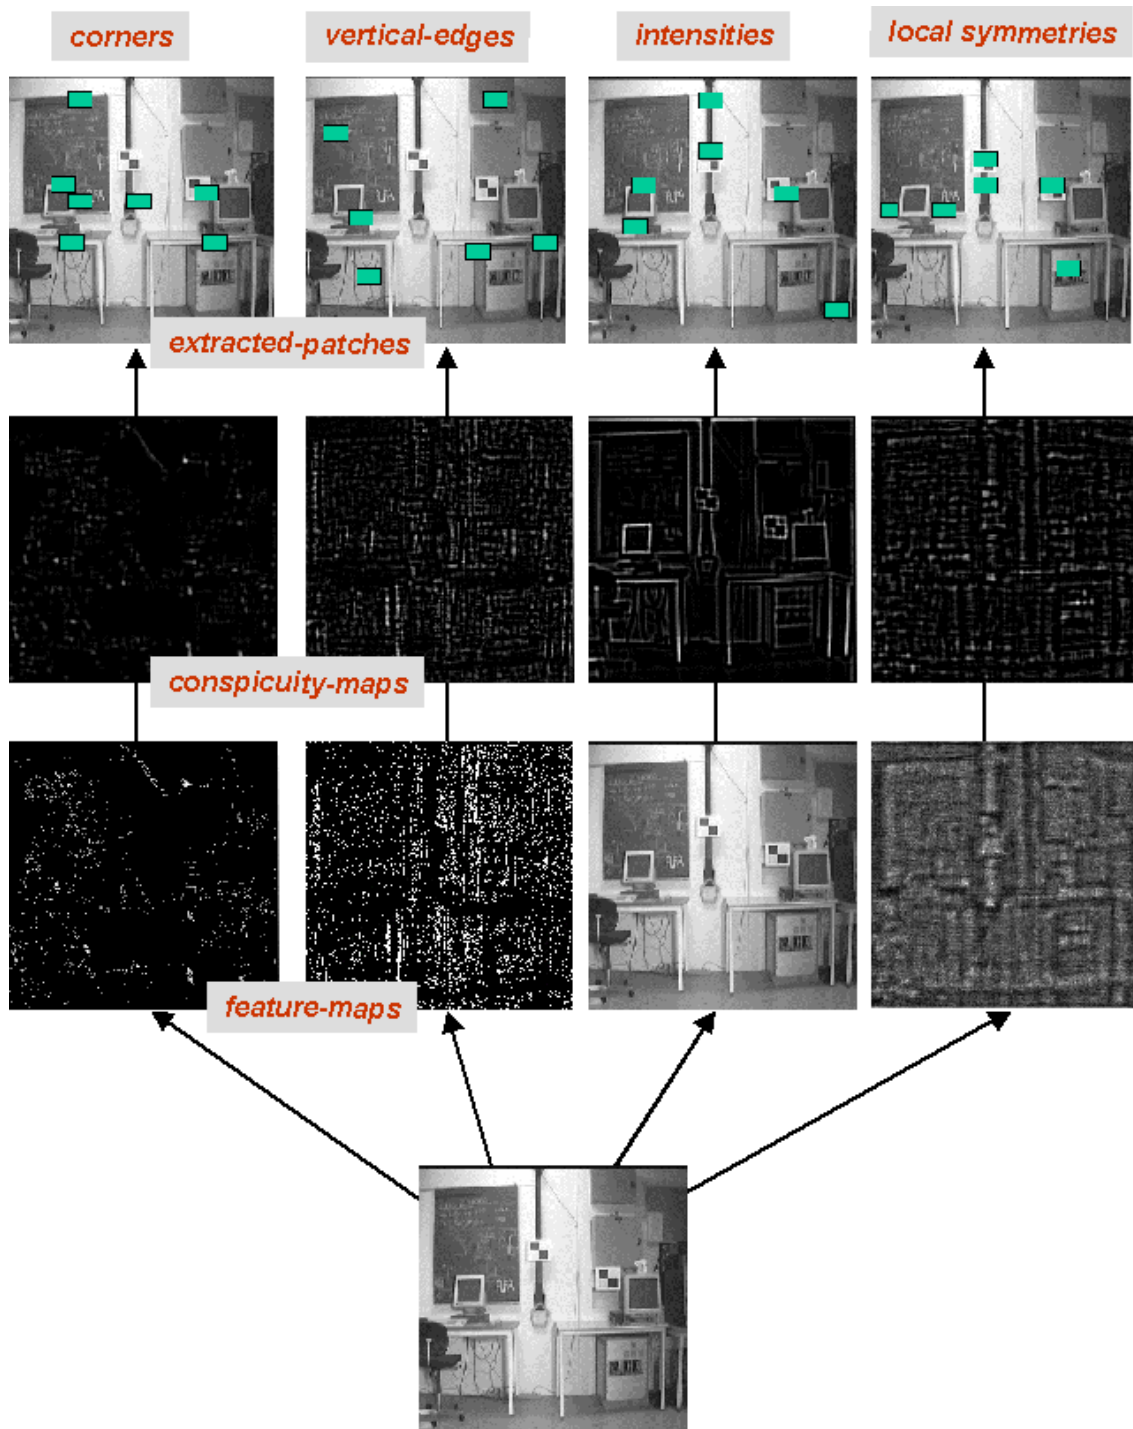 corners
vertical-edges
intensities
local symmetries
extracted-patches
conspicuity-maps
feature-maps